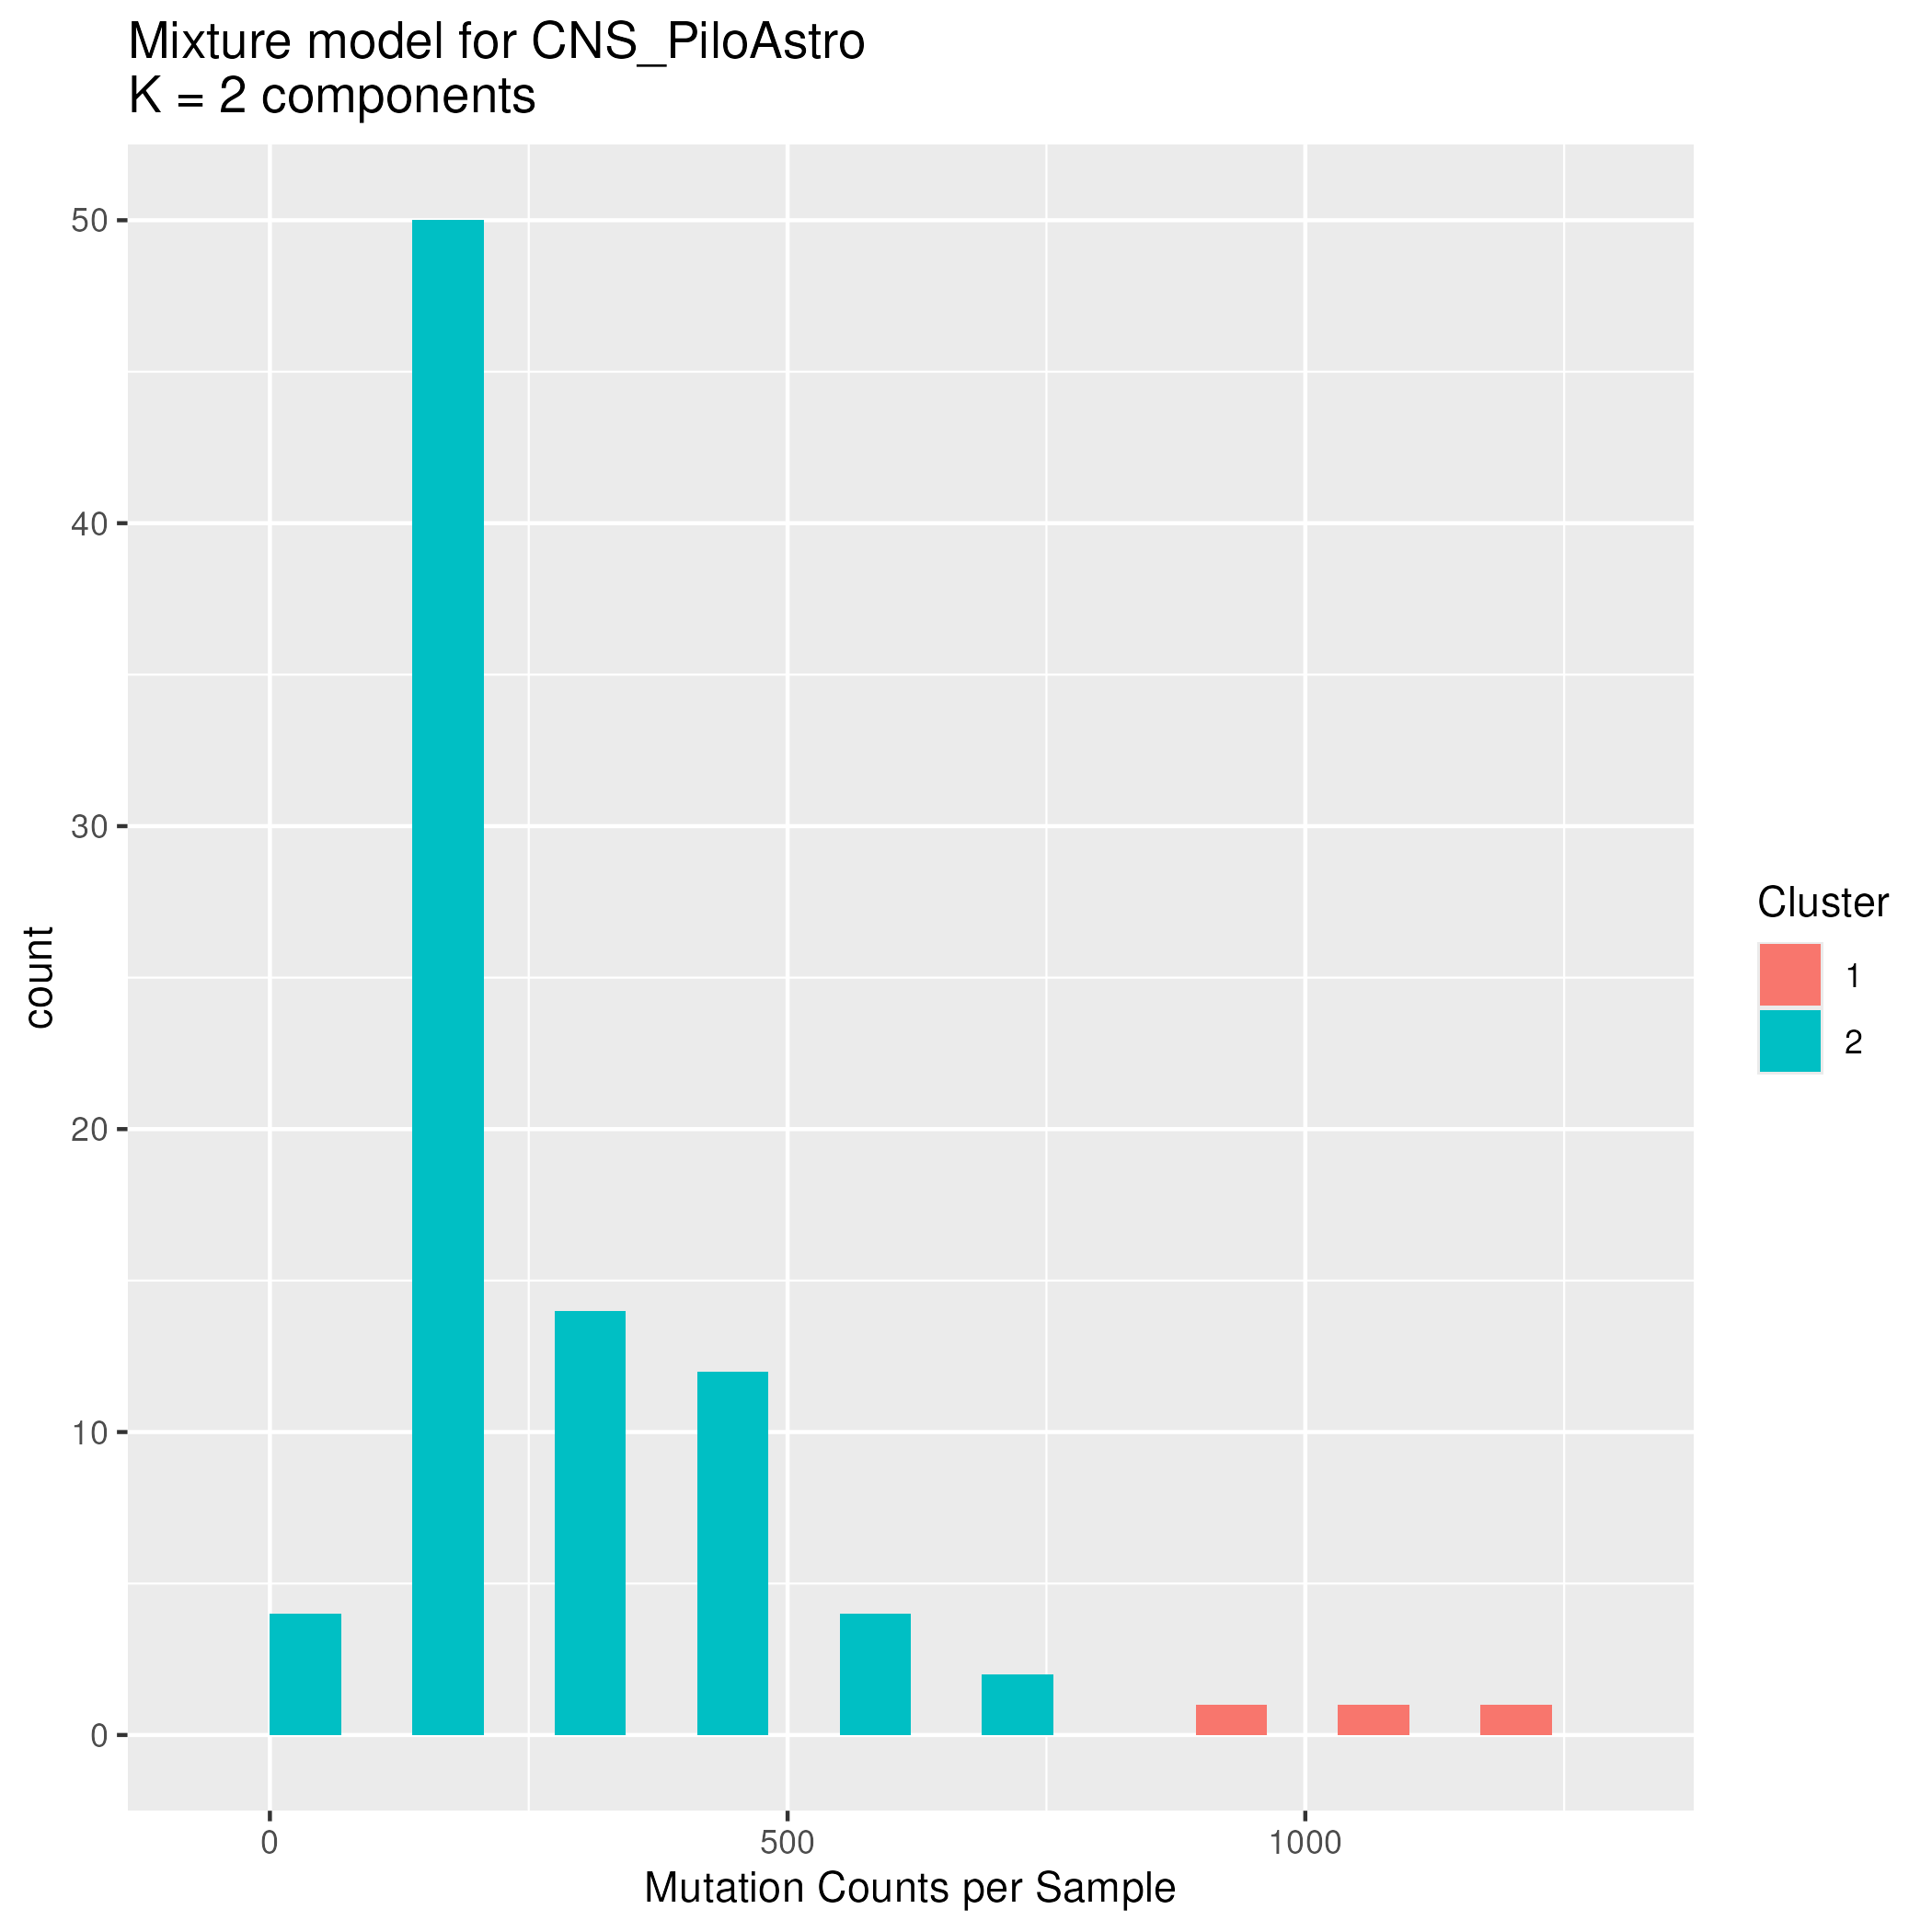 Mixture model for CNS_PiloAstro
K = 2 components
50
40
30
20
10
0
count
0 500 1000
Mutation Counts per Sample
Cluster
1
2